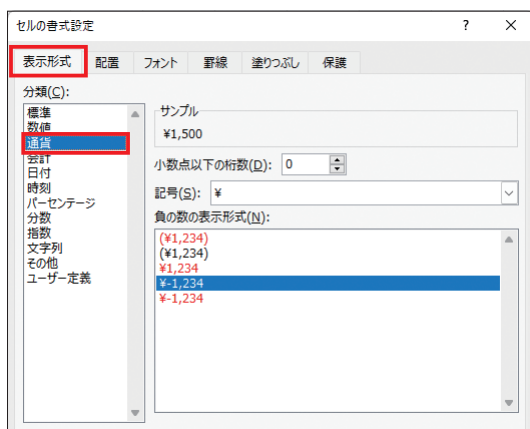 セルの書式設定 ? ×
表示形式 配置 フォント 罫線 塗りつぶし 保護
分類(C):
標準
数値
通貨
会計
日付
時刻
パーセンテージ
分数
指数
文字列
その他
ユーザー定義
サンプル
¥1,500
小数点以下の桁数(D): 0
記号(S): ¥
負の数の表示形式(N):
(¥1,234)
(¥1,234)
¥1,234
¥-1,234
¥-1,234